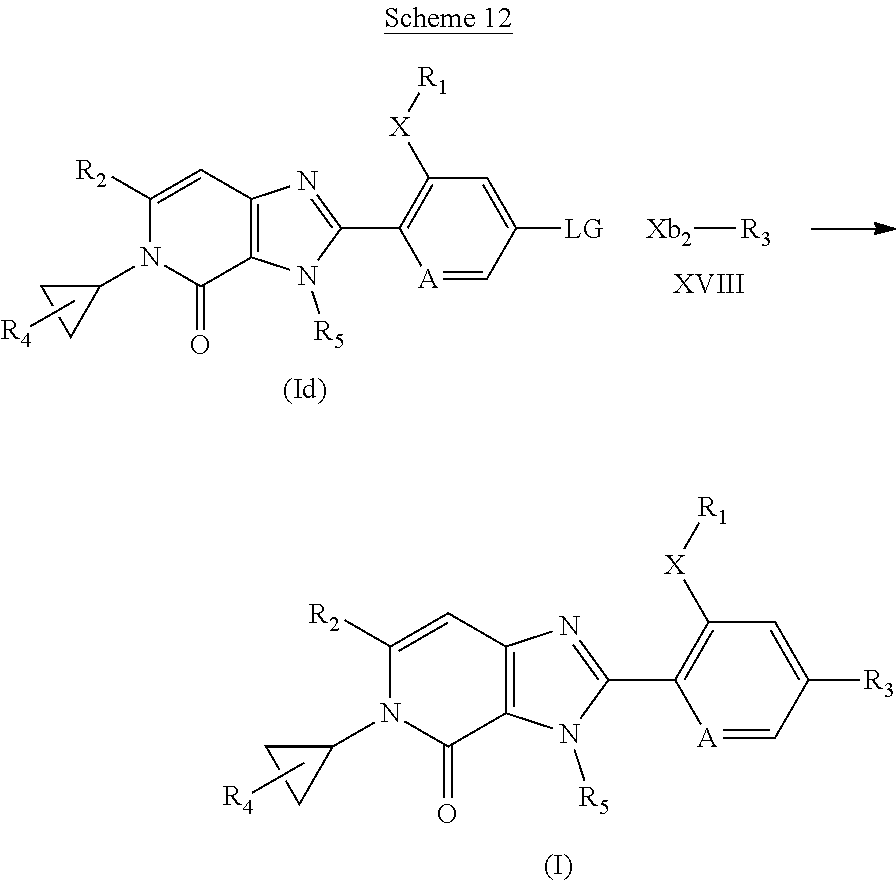 Scheme 12
R1
X
R2
N
LG
Xb2—R3
N
N
A
XVIII
R4
O
R5
(Id)
R1
X
R2
N
R3
N
N
A
R4
O
R5
(I)